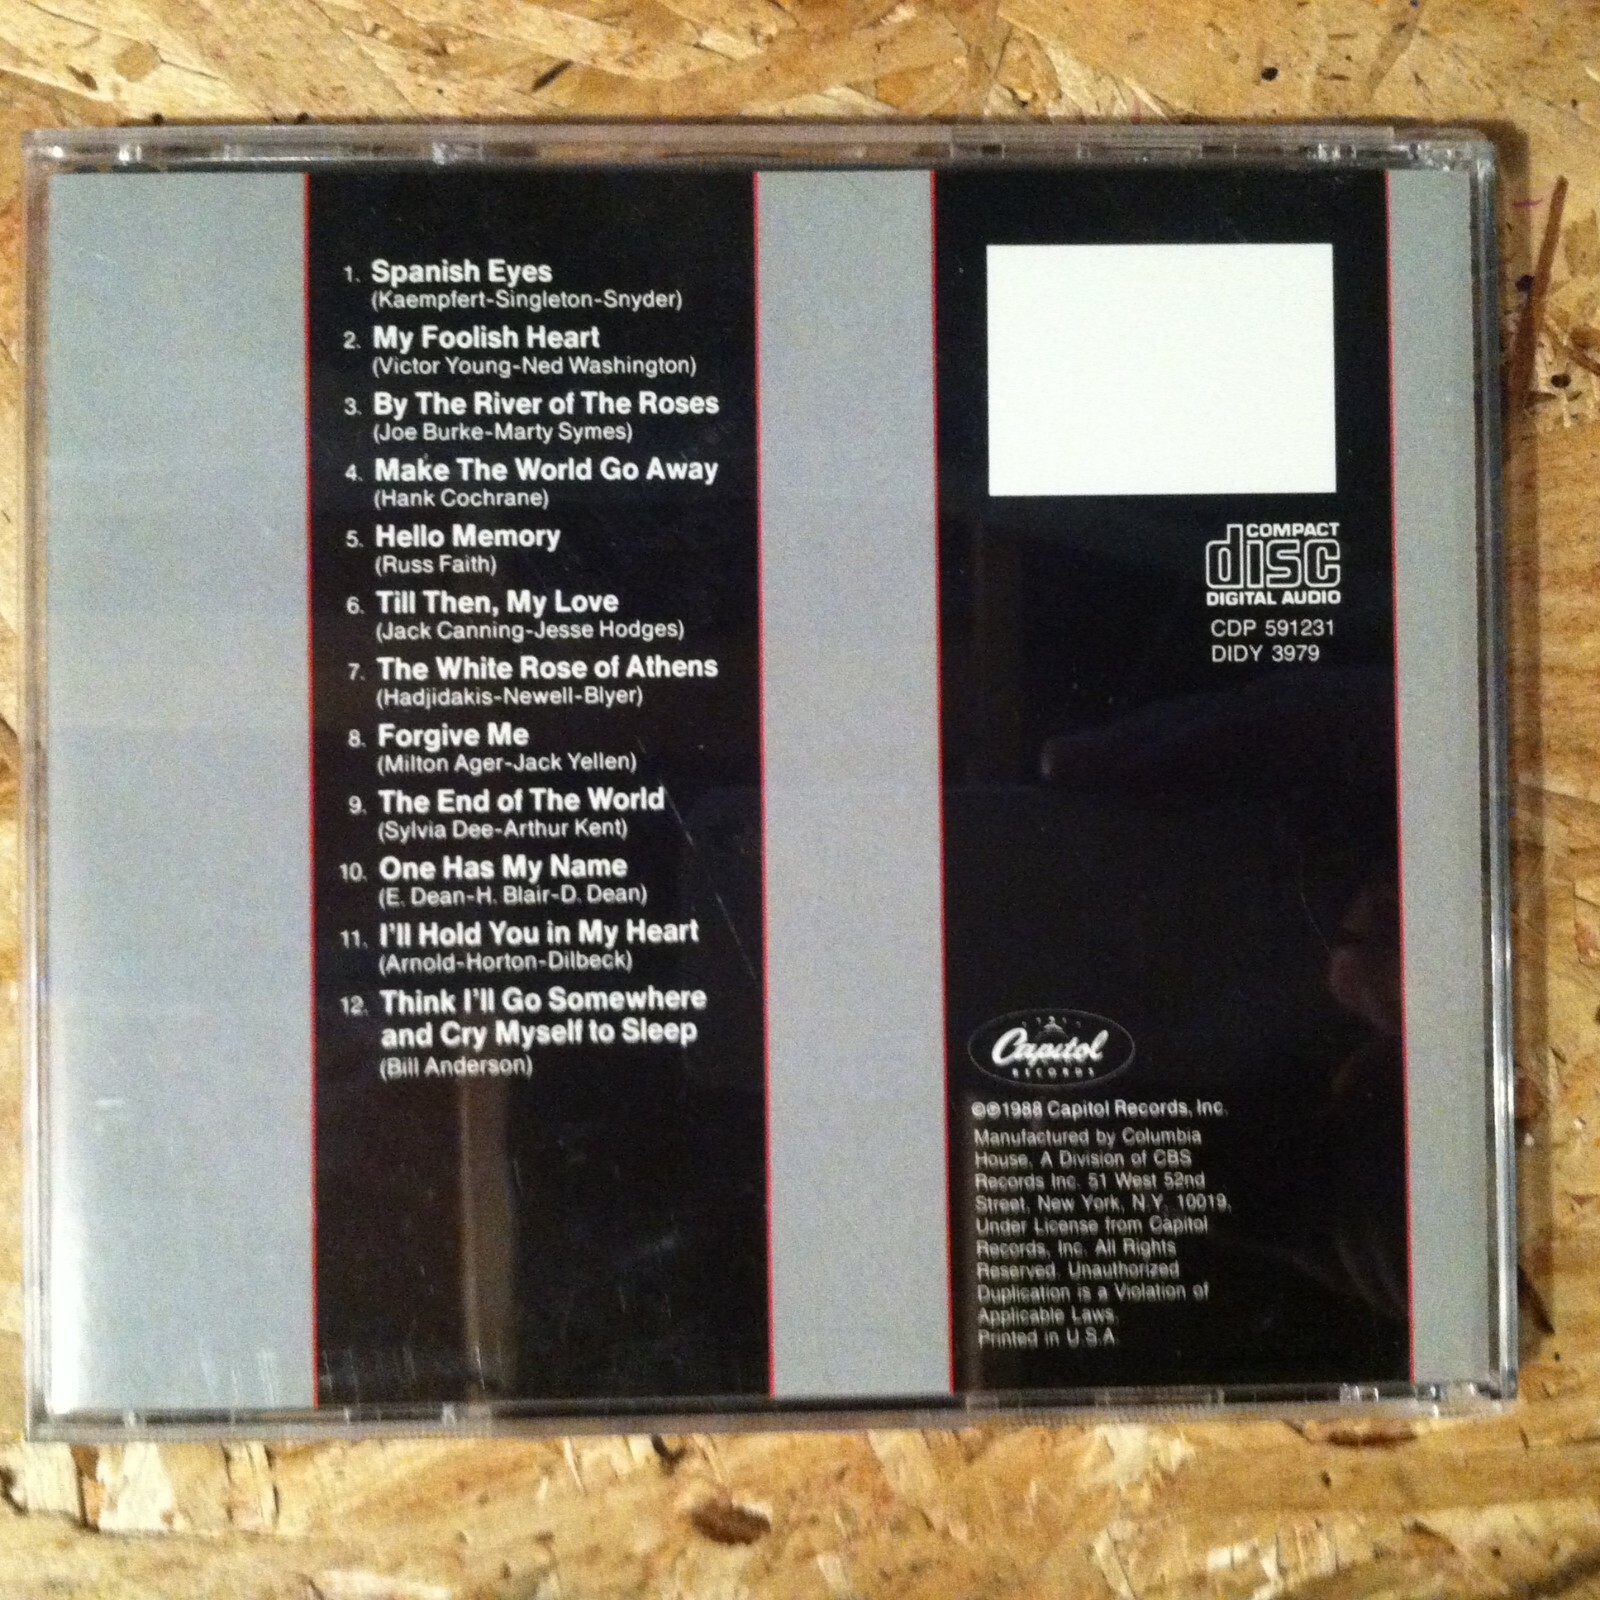 1. Spanish Eyes
(Kaempfert-Singleton-Snyder)
2. My Foolish Heart
(Victor Young-Ned Washington)
3. By The River of The Roses
(Joe Burke-Marty Symes)
4. Make The World Go Away
(Hank Cochrane)
5. Hello Memory
(Russ Faith)
6. Till Then, My Love
(Jack Canning-Jesse Hodges)
7. The White Rose of Athens
(Hadjidakis-Newell-Blyer)
8. Forgive Me
(Milton Ager-Jack Yellen)
9. The End of The World
(Sylvia Dee-Arthur Kent)
10. One Has My Name
(E. Dean-H. Blair-D. Dean)
11. I'll Hold You in My Heart
(Arnold-Horton-Dilbeck)
12. Think I'll Go Somewhere
and Cry Myself to Sleep
(Bill Anderson)
COMPACT
disc
DIGITAL AUDIO
CDP 591231
DIDY 3979
Capitol
RECORDS
©℗1988 Capitol Records, Inc.
Manufactured by Columbia
House, A Division of CBS
Records Inc. 51 West 52nd
Street, New York, N.Y. 10019,
Under License from Capitol
Records, Inc. All Rights
Reserved. Unauthorized
Duplication is a Violation of
Applicable Laws.
Printed in U.S.A.